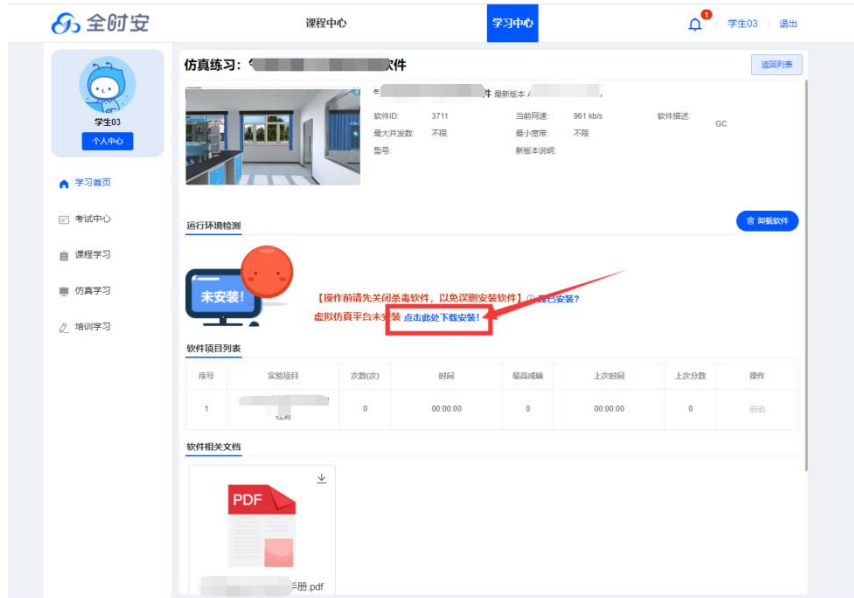 全时安
课程中心
学习中心
1
学生03
退出
学生03
个人中心
学习首页
考试中心
课程学习
仿真学习
培训学习
仿真练习：
软件
返回列表
件 最新版本
软件ID: 3711 当前网速: 961 kb/s 软件描述: GC
最大并发数: 不限 最小宽带: 不限
型号: 新版本说明:
运行环境检测
卸载软件
未安装!
【操作前请先关闭杀毒软件，以免误删安装软件】 我已安装?
虚拟仿真平台未安装 点击此处下载安装!
软件项目列表
序号 实验项目 次数(次) 时间 最高成绩 上次时间 上次分数 操作
1 0 00:00:00 0 00:00:00 0 启动
软件相关文档
PDF
手册.pdf